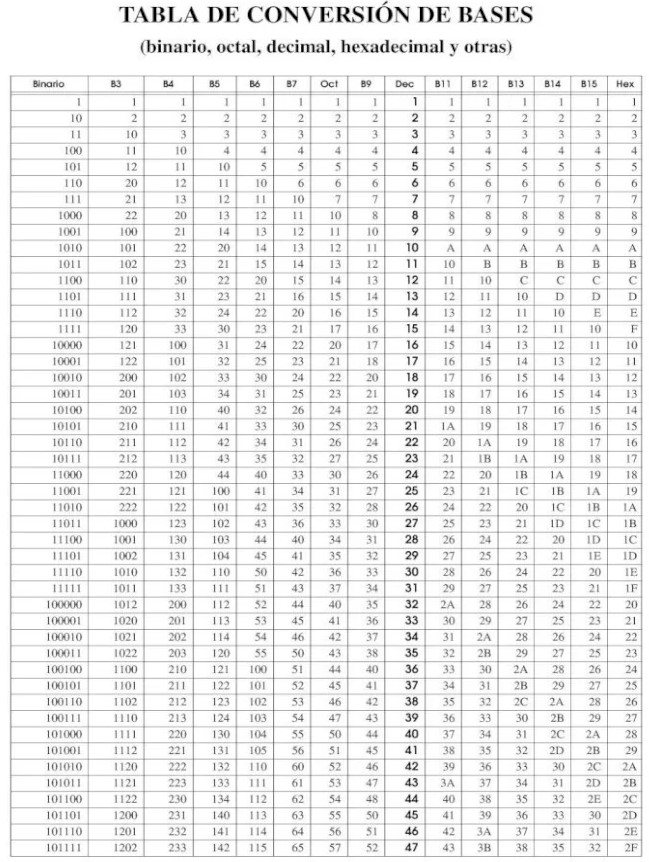 TABLA DE CONVERSIÓN DE BASES
(binario, octal, decimal, hexadecimal y otras)
Binario B3 B4 B5 B6 B7 Oct B9 Dec B11 B12 B13 B14 B15 Hex
1 1 1 1 1 1 1 1 1 1 1 1 1 1 1
10 2 2 2 2 2 2 2 2 2 2 2 2 2 2
11 10 3 3 3 3 3 3 3 3 3 3 3 3 3
100 11 10 4 4 4 4 4 4 4 4 4 4 4 4
101 12 11 10 5 5 5 5 5 5 5 5 5 5 5
110 20 12 11 10 6 6 6 6 6 6 6 6 6 6
111 21 13 12 11 10 7 7 7 7 7 7 7 7 7
1000 22 20 13 12 11 10 8 8 8 8 8 8 8 8
1001 100 21 14 13 12 11 10 9 9 9 9 9 9 9
1010 101 22 20 14 13 12 11 10 A A A A A A
1011 102 23 21 15 14 13 12 11 10 B B B B B
1100 110 30 22 20 15 14 13 12 11 10 C C C C
1101 111 31 23 21 16 15 14 13 12 11 10 D D D
1110 112 32 24 22 20 16 15 14 13 12 11 10 E E
1111 120 33 30 23 21 17 16 15 14 13 12 11 10 F
10000 121 100 31 24 22 20 17 16 15 14 13 12 11 10
10001 122 101 32 25 23 21 18 17 16 15 14 13 12 11
10010 200 102 33 30 24 22 20 18 17 16 15 14 13 12
10011 201 103 34 31 25 23 21 19 18 17 16 15 14 13
10100 202 110 40 32 26 24 22 20 19 18 17 16 15 14
10101 210 111 41 33 30 25 23 21 1A 19 18 17 16 15
10110 211 112 42 34 31 26 24 22 20 1A 19 18 17 16
10111 212 113 43 35 32 27 25 23 21 1B 1A 19 18 17
11000 220 120 44 40 33 30 26 24 22 20 1B 1A 19 18
11001 221 121 100 41 34 31 27 25 23 21 1C 1B 1A 19
11010 222 122 101 42 35 32 28 26 24 22 20 1C 1B 1A
11011 1000 123 102 43 36 33 30 27 25 23 21 1D 1C 1B
11100 1001 130 103 44 40 34 31 28 26 24 22 20 1D 1C
11101 1002 131 104 45 41 35 32 29 27 25 23 21 1E 1D
11110 1010 132 110 50 42 36 33 30 28 26 24 22 20 1E
11111 1011 133 111 51 43 37 34 31 29 27 25 23 21 1F
100000 1012 200 112 52 44 40 35 32 2A 28 26 24 22 20
100001 1020 201 113 53 45 41 36 33 30 29 27 25 23 21
100010 1021 202 114 54 46 42 37 34 31 2A 28 26 24 22
100011 1022 203 120 55 50 43 38 35 32 2B 29 27 25 23
100100 1100 210 121 100 51 44 40 36 33 30 2A 28 26 24
100101 1101 211 122 101 52 45 41 37 34 31 2B 29 27 25
100110 1102 212 123 102 53 46 42 38 35 32 2C 2A 28 26
100111 1110 213 124 103 54 47 43 39 36 33 30 2B 29 27
101000 1111 220 130 104 55 50 44 40 37 34 31 2C 2A 28
101001 1112 221 131 105 56 51 45 41 38 35 32 2D 2B 29
101010 1120 222 132 110 60 52 46 42 39 36 33 30 2C 2A
101011 1121 223 133 111 61 53 47 43 3A 37 34 31 2D 2B
101100 1122 230 134 112 62 54 48 44 40 38 35 32 2E 2C
101101 1200 231 140 113 63 55 50 45 41 39 36 33 30 2D
101110 1201 232 141 114 64 56 51 46 42 3A 37 34 31 2E
101111 1202 233 142 115 65 57 52 47 43 3B 38 35 32 2F